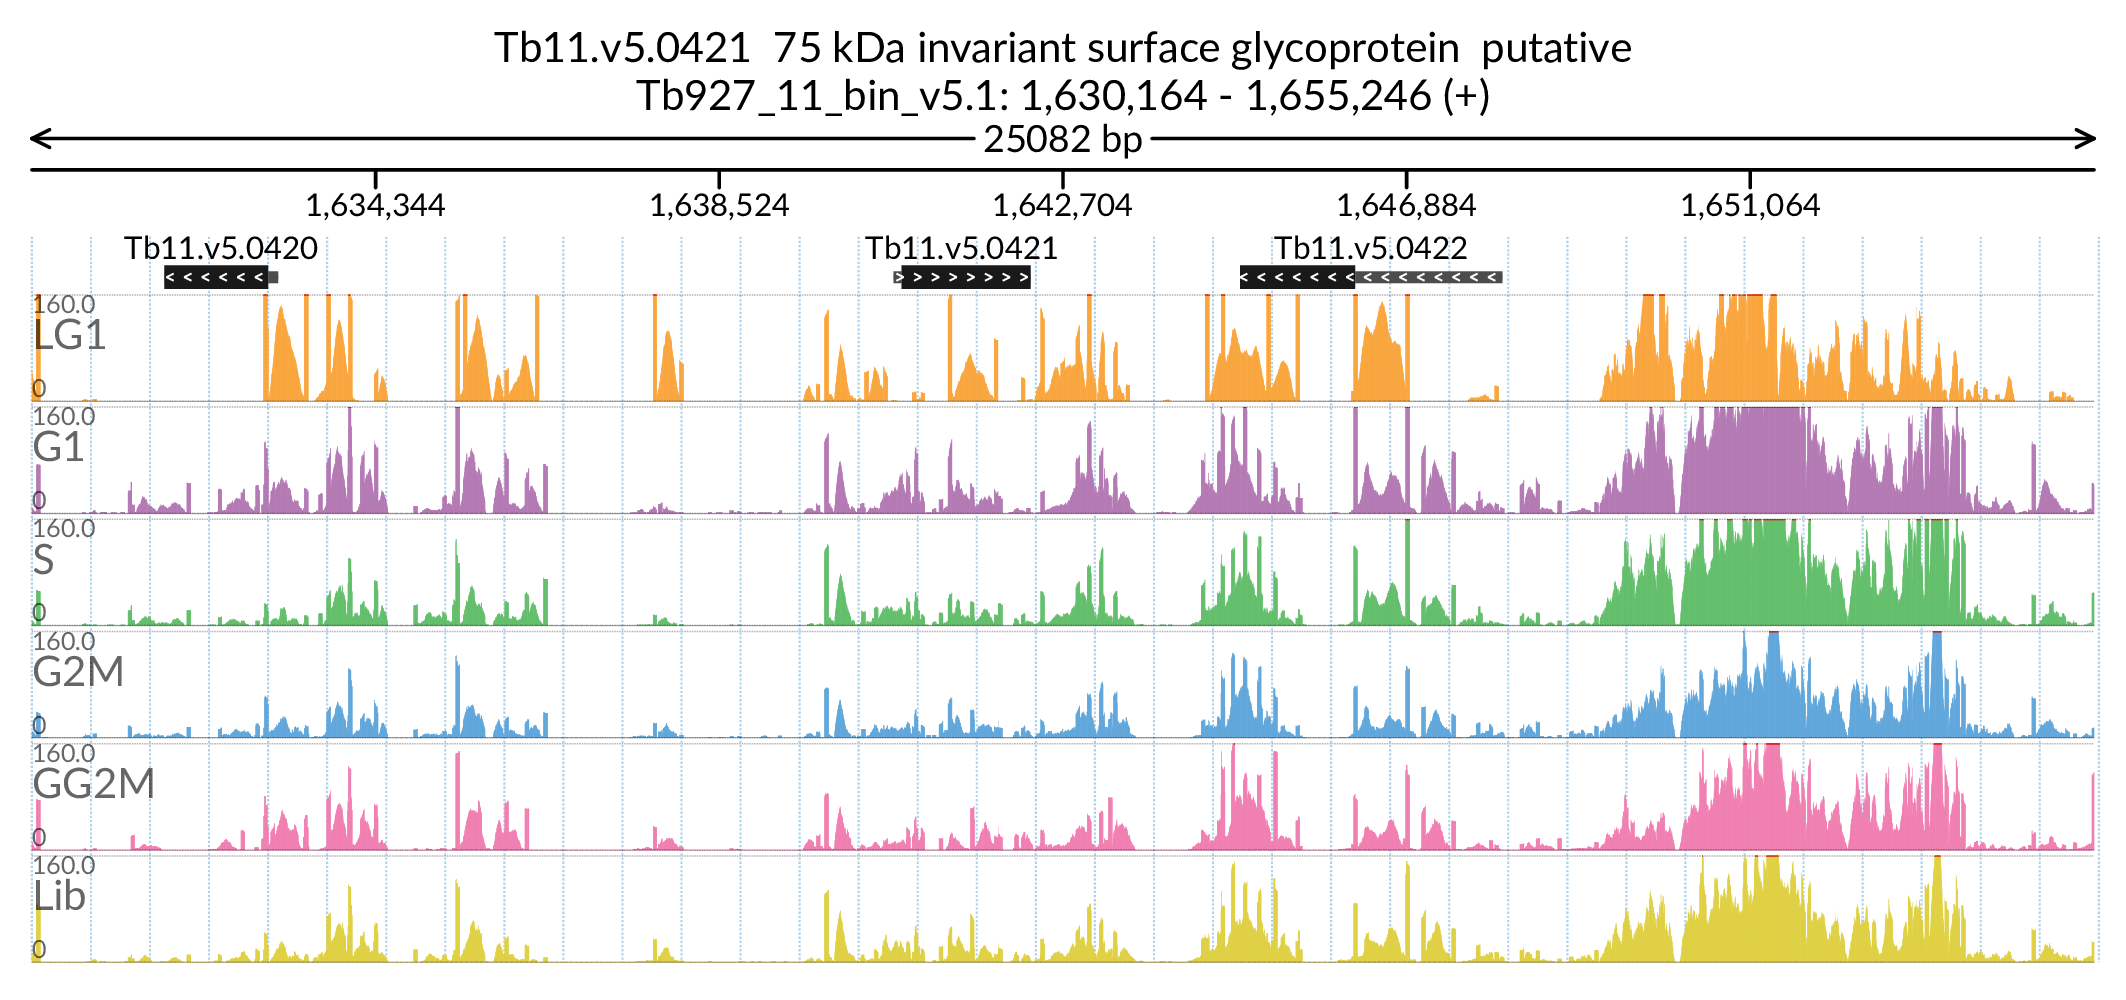 Tb11.v5.0421 75 kDa invariant surface glycoprotein putative
Tb927_11_bin_v5.1: 1,630,164 - 1,655,246 (+)
25082 bp
1,634,344 1,638,524 1,642,704 1,646,884 1,651,064
Tb11.v5.0420 Tb11.v5.0421 Tb11.v5.0422
160.0
LG1
0
160.0
G1
0
160.0
S
0
160.0
G2M
0
160.0
GG2M
0
160.0
Lib
0